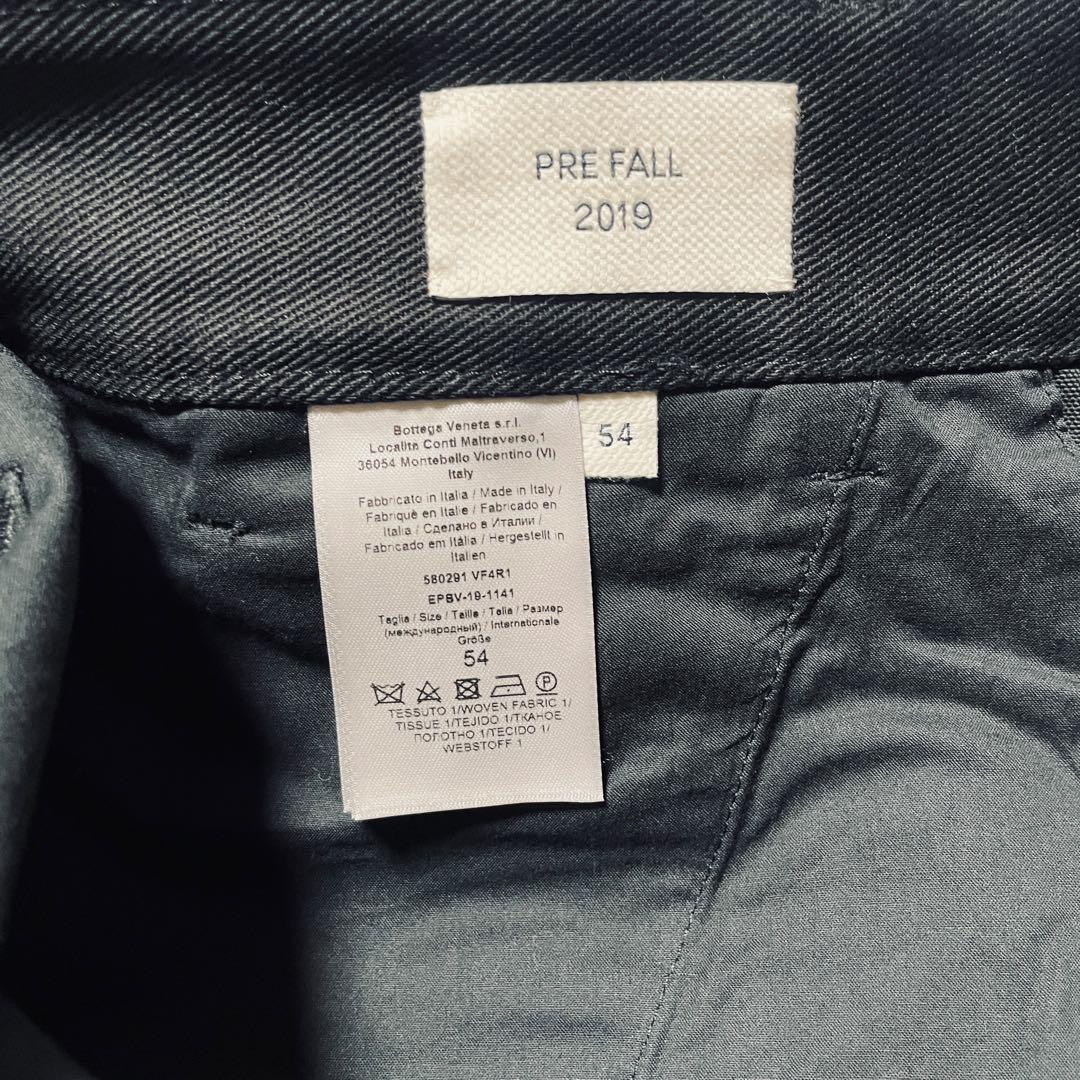 PRE FALL
2019
54
Bottega Veneta s.r.l.
Localita Conti Maltraverso,1
36054 Montebello Vicentino (VI)
Italy
Fabbricato in Italia / Made in Italy /
Fabriqué en Italie / Fabricado en
Italia / Сделано в Италии /
Fabricado em Itália / Hergestellt in
Italien
580291 VF4R1
EPBV-19-1141
Taglia / Size / Taille / Talla / Размер
(международный) / Internationale
Größe
54
P
TESSUTO 1/WOVEN FABRIC 1/
TISSUE 1/TEJIDO 1/ТКАНОЕ
ПОЛОТНО 1/TECIDO 1/
WEBSTOFF 1